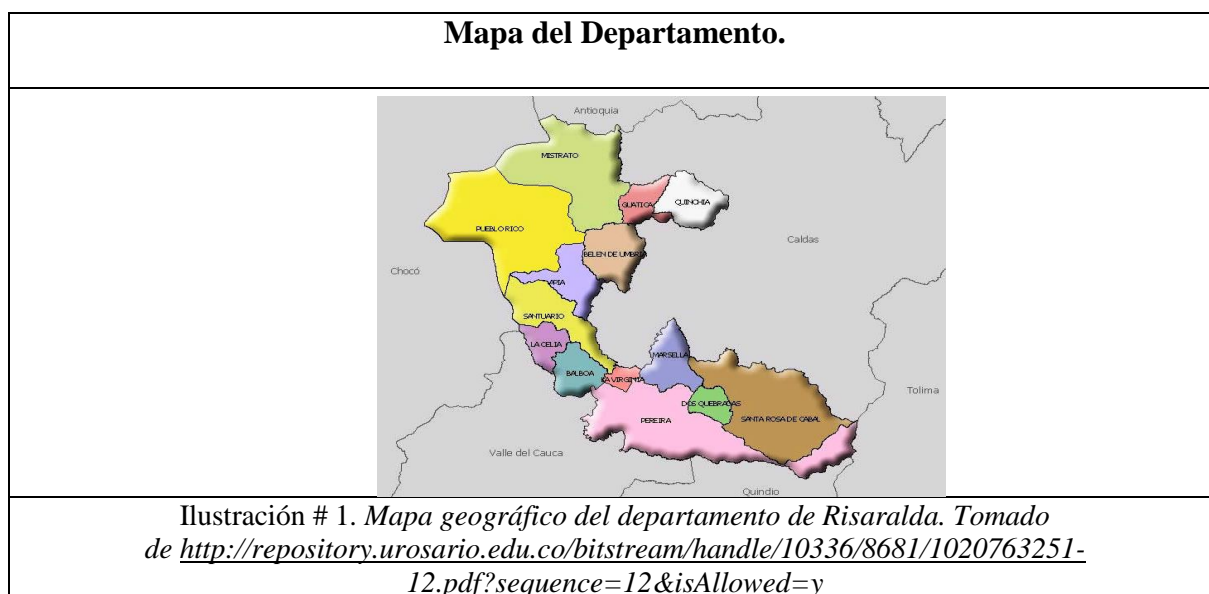 Mapa del Departamento.
Antioquia
MISTRATO
GUATICA
QUINCHIA
PUEBLO RICO
BELEN DE UMBRIA
Caldas
Chocó
APIA
SANTUARIO
LA CELIA
MARSELLA
BALBOA
LA VIRGINIA
Tolima
DOS QUEBRADAS
PEREIRA
SANTA ROSA DE CABAL
Valle del Cauca
Quindio
Ilustración # 1. Mapa geográfico del departamento de Risaralda. Tomado
de http://repository.urosario.edu.co/bitstream/handle/10336/8681/1020763251-
12.pdf?sequence=12&isAllowed=y